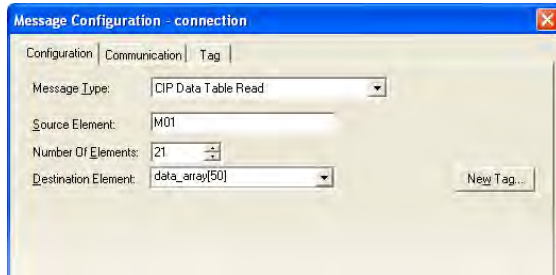 Message Configuration - connection
Configuration Communication Tag
Message Type: CIP Data Table Read
Source Element: M01
Number Of Elements: 21
Destination Element: data_array[50] New Tag...